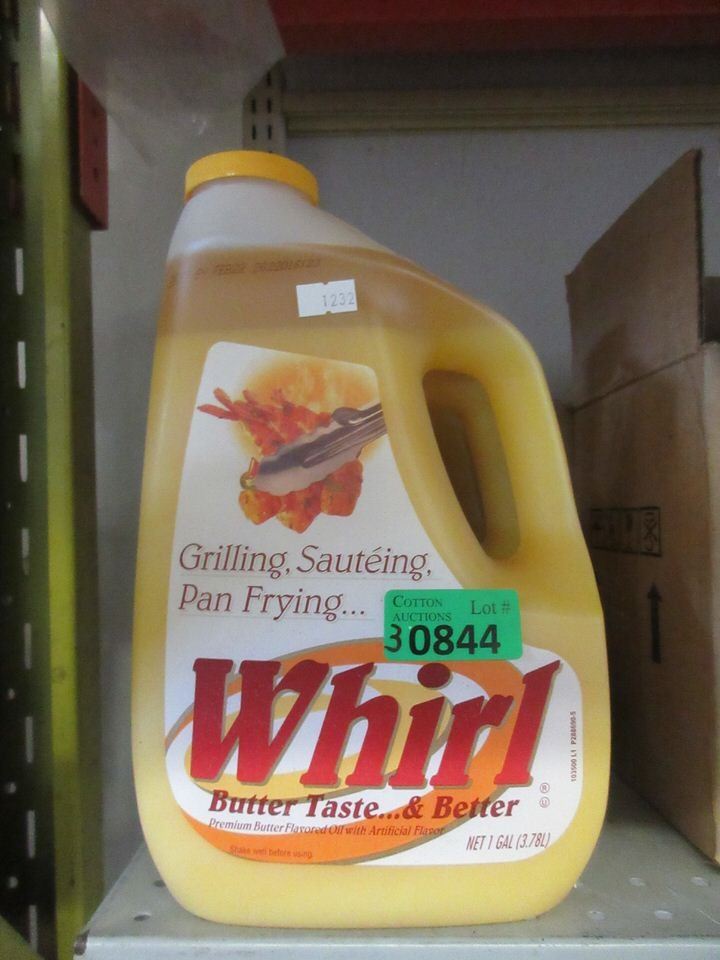 1232
Grilling, Sautéing,
Pan Frying...
COTTON
AUCTIONS
Lot #
30844
Whirl
Butter Taste...& Better
Premium Butter Flavored Oil with Artificial Flavor
Shake well before using
NET 1 GAL (3.78L)